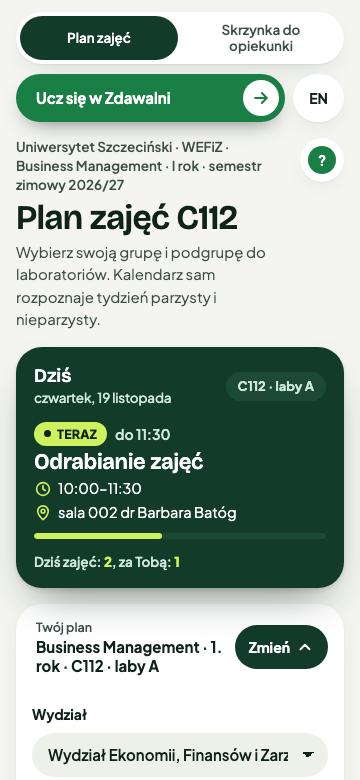 Plan zajęć
Skrzynka do
opiekunki
Ucz się w Zdawalni
EN
Uniwersytet Szczeciński · WEFiZ ·
Business Management · I rok · semestr
zimowy 2026/27
?
Plan zajęć C112
Wybierz swoją grupę i podgrupę do
laboratoriów. Kalendarz sam
rozpoznaje tydzień parzysty i
nieparzysty.
Dziś
czwartek, 19 listopada
C112 · laby A
TERAZ do 11:30
Odrabianie zajęć
10:00–11:30
sala 002 dr Barbara Batóg
Dziś zajęć: 2, za Tobą: 1
Twój plan
Business Management · 1.
rok · C112 · laby A
Zmień
Wydział
Wydział Ekonomii, Finansów i Zarz